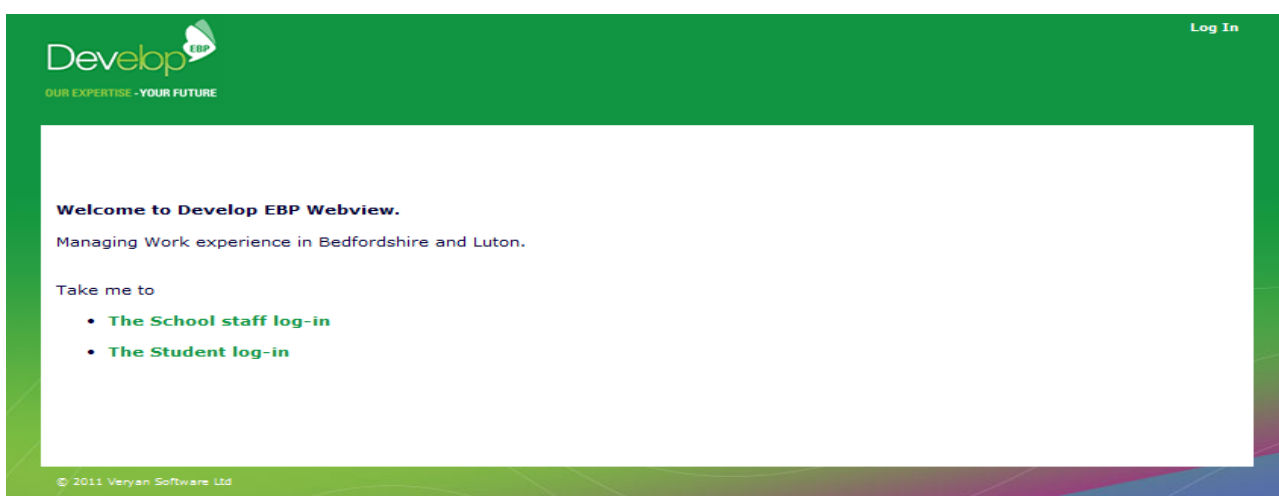 Log In
Develop EBP
OUR EXPERTISE - YOUR FUTURE
Welcome to Develop EBP Webview.
Managing Work experience in Bedfordshire and Luton.
Take me to
• The School staff log-in
• The Student log-in
© 2011 Veryan Software Ltd